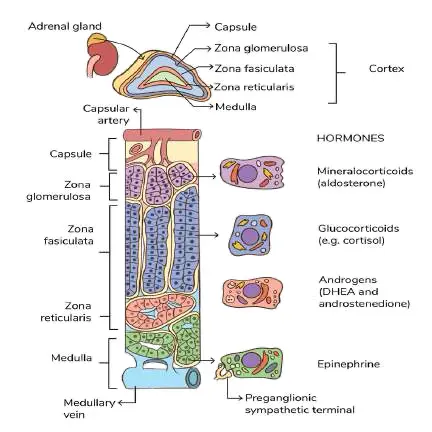 Adrenal gland
Capsule
Zona glomerulosa
Zona fasiculata
Zona reticularis
Medulla
Cortex
Capsular
artery
HORMONES
Capsule
Mineralocorticoids
(aldosterone)
Zona
glomerulosa
Zona
fasiculata
Glucocorticoids
(e.g. cortisol)
Androgens
(DHEA and
androstenedione)
Zona
reticularis
Medulla
Epinephrine
Medullary
vein
Preganglionic
sympathetic terminal